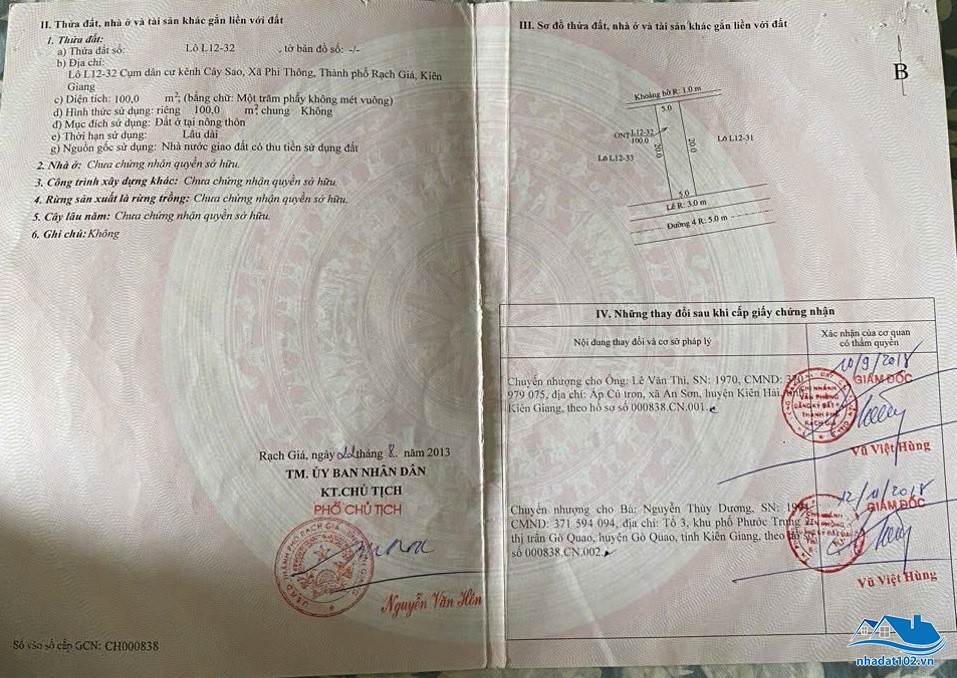 II. Thửa đất, nhà ở và tài sản khác gắn liền với đất
1. Thửa đất:
a) Thửa đất số: Lô L12-32 , tờ bản đồ số: -/-
b) Địa chỉ:
Lô L12-32 Cụm dân cư kênh Cây Sao, Xã Phi Thông, Thành phố Rạch Giá, Kiên
Giang
c) Diện tích: 100,0 m²; (bằng chữ: Một trăm phẩy không mét vuông)
d) Hình thức sử dụng: riêng 100,0 m²; chung Không
đ) Mục đích sử dụng: Đất ở tại nông thôn
e) Thời hạn sử dụng: Lâu dài
g) Nguồn gốc sử dụng: Nhà nước giao đất có thu tiền sử dụng đất
2. Nhà ở: Chưa chứng nhận quyền sở hữu.
3. Công trình xây dựng khác: Chưa chứng nhận quyền sở hữu.
4. Rừng sản xuất là rừng trồng: Chưa chứng nhận quyền sở hữu.
5. Cây lâu năm: Chưa chứng nhận quyền sở hữu.
6. Ghi chú: Không
Rạch Giá, ngày 22 tháng 8. năm 2013
TM. ỦY BAN NHÂN DÂN
KT.CHỦ TỊCH
PHÓ CHỦ TỊCH
Nguyễn Văn Hôn
Số vào sổ cấp GCN: CH000838
III. Sơ đồ thửa đất, nhà ở và tài sản khác gắn liền với đất
B
Khoảng hở R: 1.0 m
5.0
ONT L12-32
100.0
20.0
20.0
Lô L12-31
Lô L12-33
5.0
Lề R: 3.0 m
Đường 4 R: 5.0 m
IV. Những thay đổi sau khi cấp giấy chứng nhận
Nội dung thay đổi và cơ sở pháp lý
Xác nhận của cơ quan
có thẩm quyền
10/9/2018
GIÁM ĐỐC
Chuyển nhượng cho Ông: Lê Văn Thi, SN: 1970, CMND: 370
979 075, địa chỉ: Ấp Củ tron, xã An Sơn, huyện Kiên Hải, tỉnh
Kiên Giang, theo hồ sơ số 000838.CN.001.
Vũ Việt Hùng
12/11/2018
GIÁM ĐỐC
Chuyển nhượng cho Bà: Nguyễn Thùy Dương, SN:
CMND: 371 594 094, địa chỉ: Tổ 3, khu phố Phước Trung
thị trấn Gò Quao, huyện Gò Quao, tỉnh Kiên Giang, theo hồ sơ
số 000838.CN.002.
Vũ Việt Hùng
nhadat102.vn